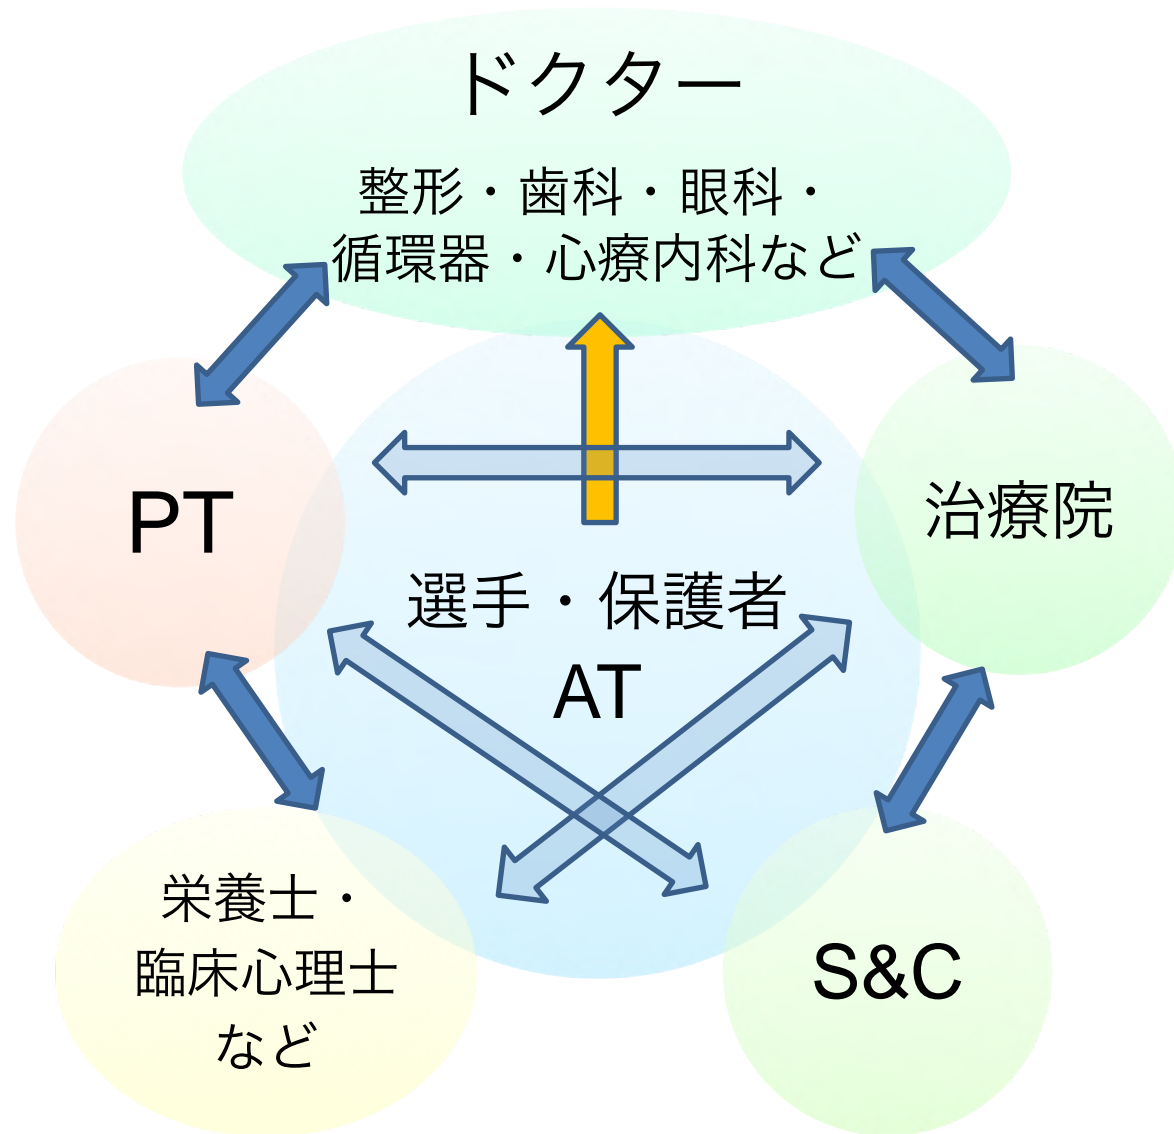 ドクター
整形・歯科・眼科・
循環器・心療内科など
PT
治療院
選手・保護者
AT
栄養士・
臨床心理士
など
S&C